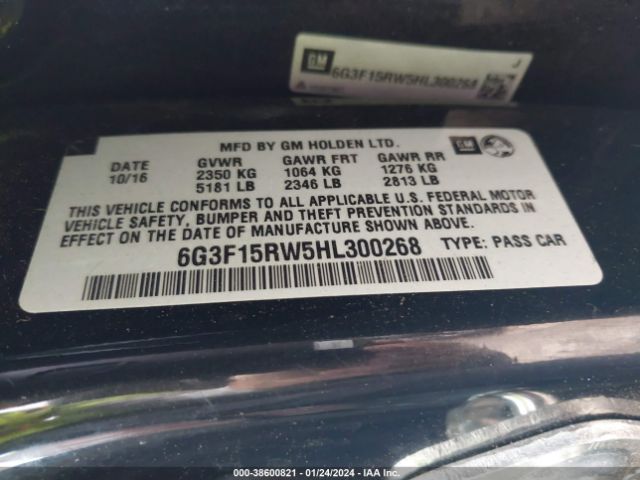 GM
J
6G3F15RW5HL300268
MFD BY GM HOLDEN LTD.
GM
DATE GVWR GAWR FRT GAWR RR
10/16 2350 KG 1064 KG 1276 KG
5181 LB 2346 LB 2813 LB
THIS VEHICLE CONFORMS TO ALL APPLICABLE U.S. FEDERAL MOTOR
VEHICLE SAFETY, BUMPER AND THEFT PREVENTION STANDARDS IN
EFFECT ON THE DATE OF MANUFACTURE SHOWN ABOVE.
6G3F15RW5HL300268 TYPE: PASS CAR
000-38600821 - 01/24/2024 - IAA Inc.